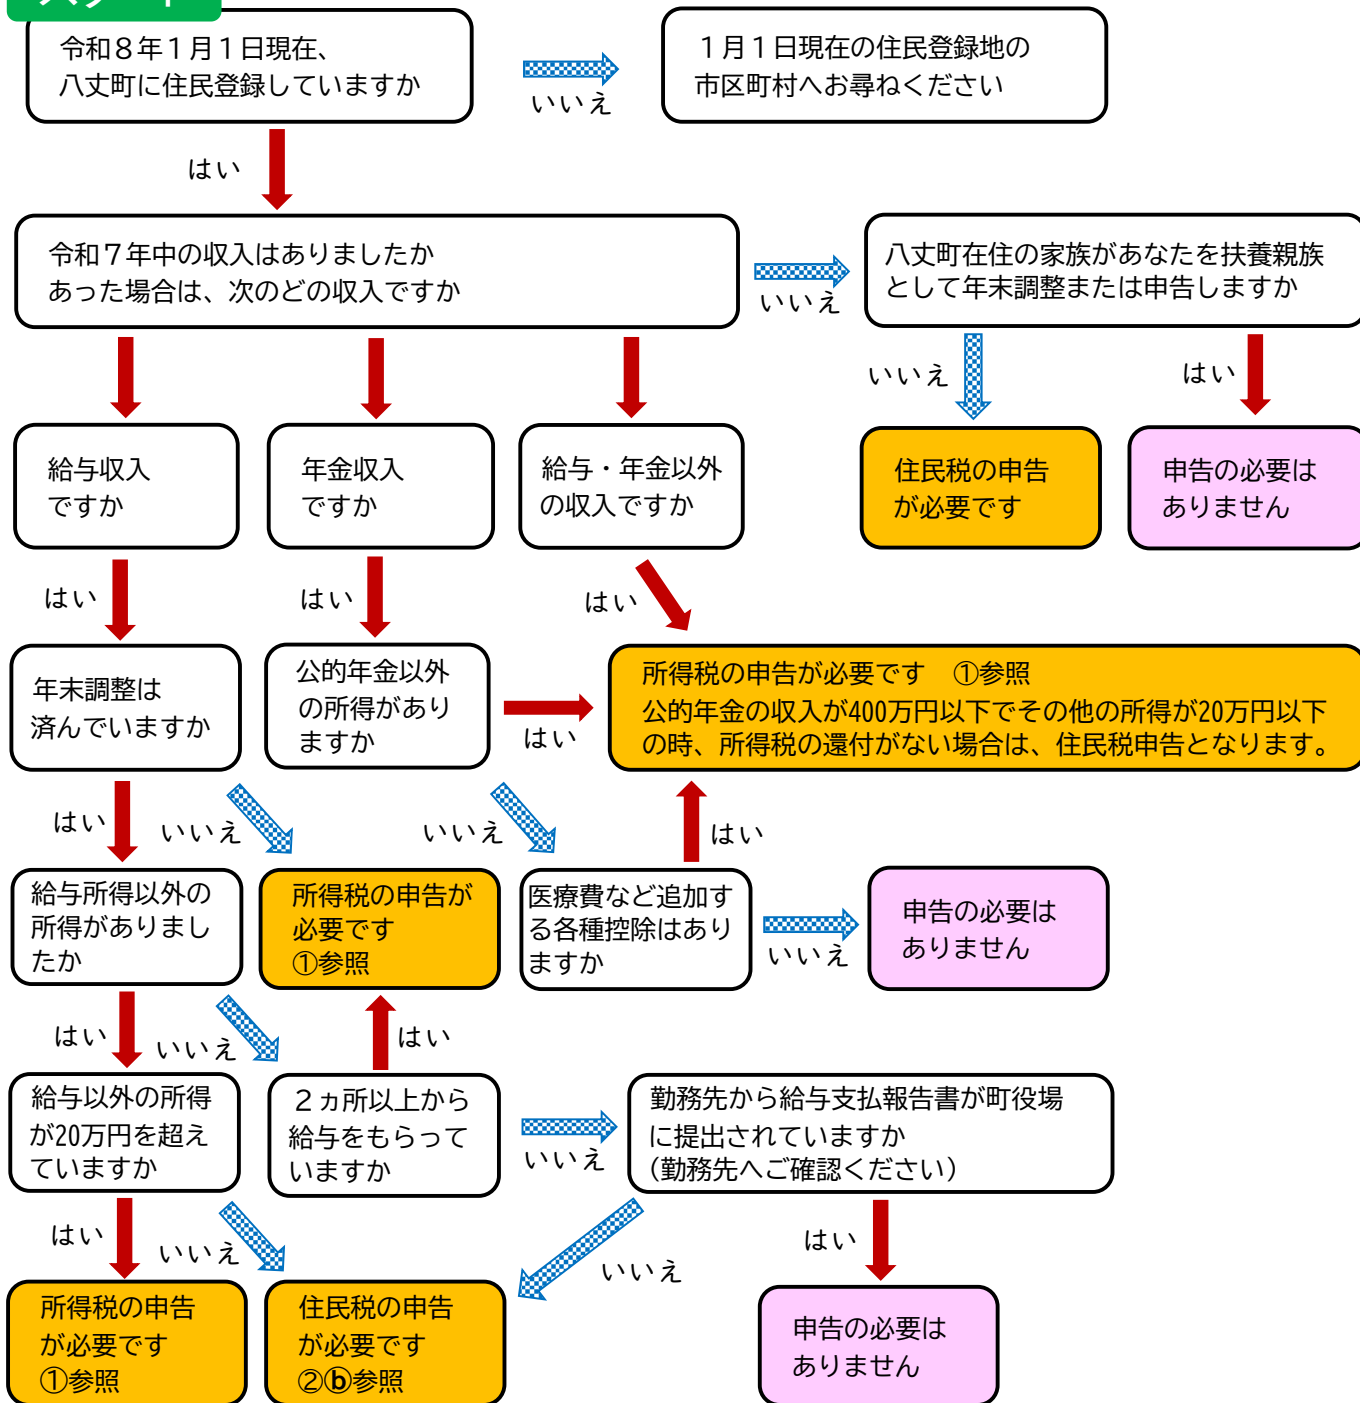 スタート
令和８年１月１日現在、
八丈町に住民登録していますか
いいえ
１月１日現在の住民登録地の
市区町村へお尋ねください
はい
令和７年中の収入はありましたか
あった場合は、次のどの収入ですか
いいえ
八丈町在住の家族があなたを扶養親族
として年末調整または申告しますか
いいえ
はい
給与収入
ですか
年金収入
ですか
給与・年金以外
の収入ですか
住民税の申告
が必要です
申告の必要は
ありません
はい
はい
はい
年末調整は
済んでいますか
公的年金以外
の所得があり
ますか
はい
所得税の申告が必要です　①参照
公的年金の収入が400万円以下でその他の所得が20万円以下
の時、所得税の還付がない場合は、住民税申告となります。
はい
いいえ
いいえ
はい
給与所得以外の
所得がありまし
たか
所得税の申告が
必要です
①参照
医療費など追加す
る各種控除はあり
ますか
いいえ
申告の必要は
ありません
はい
いいえ
はい
給与以外の所得
が20万円を超え
ていますか
２ヵ所以上から
給与をもらって
いますか
いいえ
勤務先から給与支払報告書が町役場
に提出されていますか
（勤務先へご確認ください）
はい
いいえ
いいえ
はい
所得税の申告
が必要です
①参照
住民税の申告
が必要です
②ⓑ参照
申告の必要は
ありません